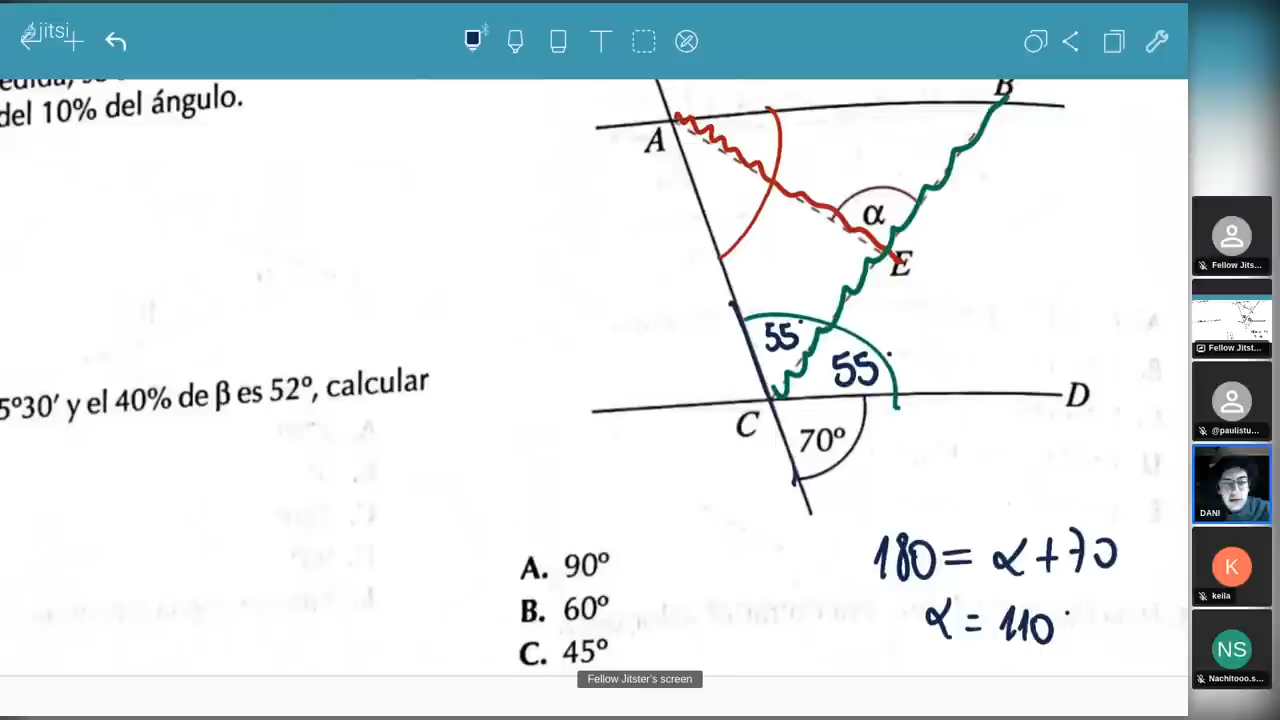 jitsi
T
del 10% del ángulo.
B
A
α
E
55°
55°
5º30′ y el 40% de β es 52º, calcular
C
D
70º
180 = α + 70
α = 110°
A. 90º
B. 60º
C. 45º
Fellow Jitster's screen
Fellow Jits...
Fellow Jitst...
@paulistu...
DANI
K
keila
NS
Nachitooo.s...